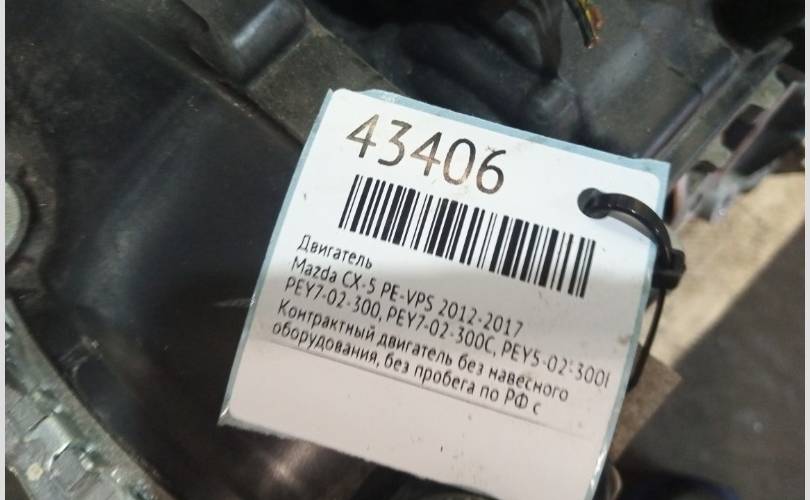 43406
Двигатель
Mazda CX-5 PE-VPS 2012-2017
PEY7-02-300, PEY7-02-300C, PEY5-02-300
Контрактный двигатель без навесного
оборудования, без пробега по РФ с